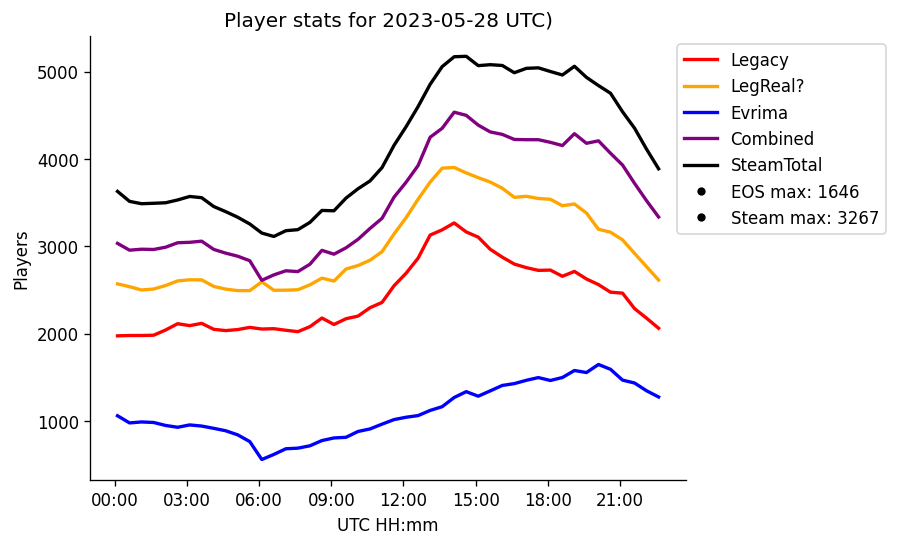 Player stats for 2023-05-28 UTC)
Legacy
LegReal?
Evrima
Combined
SteamTotal
EOS max: 1646
Steam max: 3267
Players
5000
4000
3000
2000
1000
00:00 03:00 06:00 09:00 12:00 15:00 18:00 21:00
UTC HH:mm